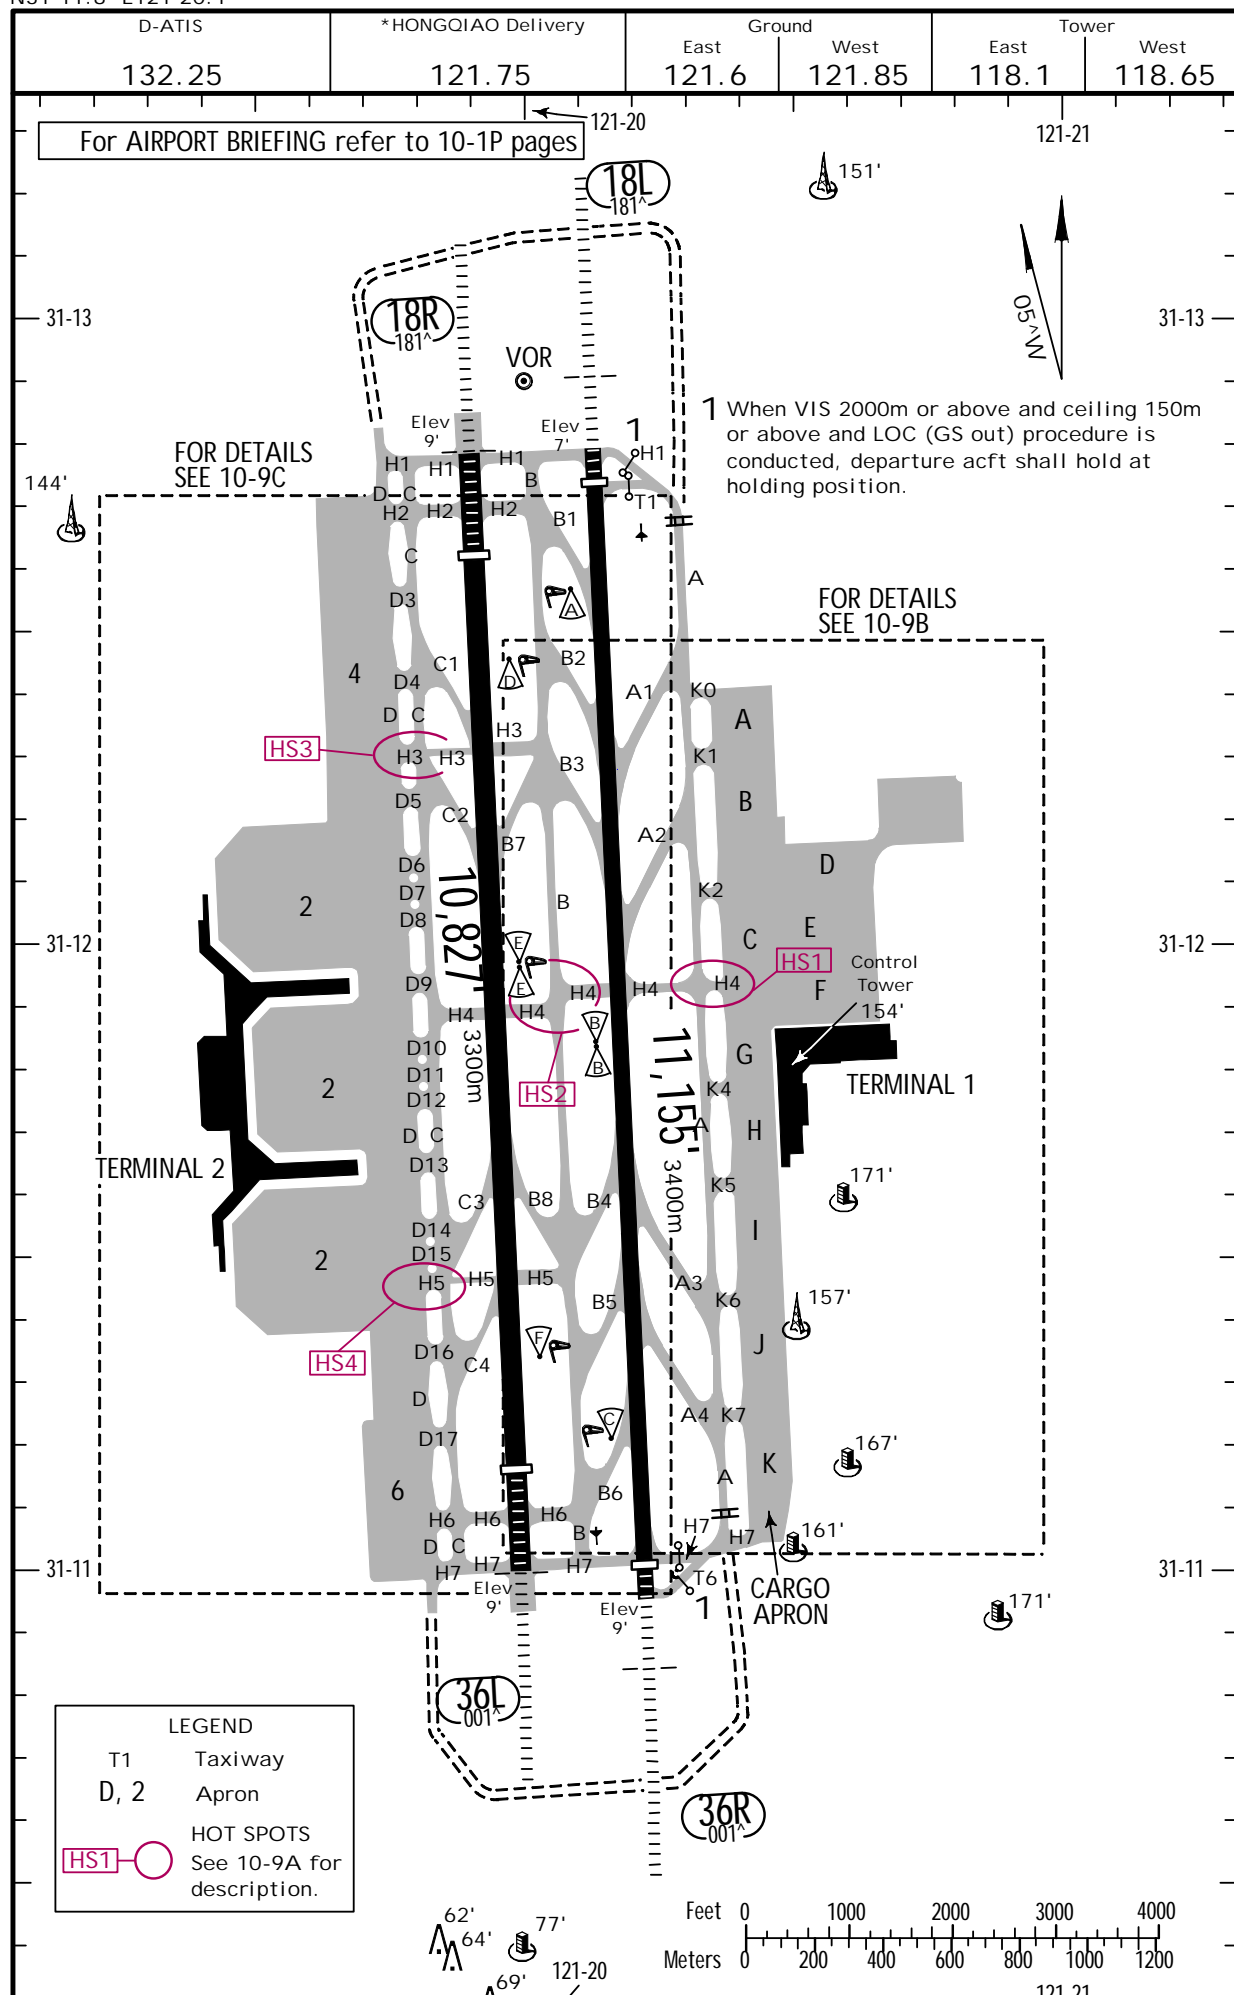 D-ATIS
132.25
*HONGQIAO Delivery
121.75
Ground
East
121.6
West
121.85
Tower
East
118.1
West
118.65
For AIRPORT BRIEFING refer to 10-1P pages
121-20
121-21
151'
18L
181^
05^W
31-13
31-13
18R
181^
VOR
1 When VIS 2000m or above and ceiling 150m
or above and LOC (GS out) procedure is
conducted, departure acft shall hold at
holding position.
Elev
9'
Elev
7'
1
FOR DETAILS
SEE 10-9C
144'
H1
H1
H1
H1
D C
B
T1
H2
H2
H2
B1
C
A
D3
A
FOR DETAILS
SEE 10-9B
4
C1
D
B2
D4
A1
K0
D C
H3
A
HS3
H3
H3
B3
K1
D5
C2
B
B7
A2
D
D6
10,827'
D7
K2
2
B
D8
C
E
31-12
31-12
E
HS1
Control
Tower
154'
D9
E
H4
H4
H4
F
H4
H4
B
3300m
11,155'
D10
G
B
D11
2
HS2
K4
TERMINAL 1
D12
D C
A
H
TERMINAL 2
D13
3400m
171'
K5
C3
B8
B4
D14
I
D15
2
H5
H5
H5
A3
K6
B5
157'
F
J
HS4
D16
C4
D
C
A4
K7
D17
K
167'
6
A
B6
H6
H6
H6
B
H7
H7
161'
D C
H7
H7
H7
31-11
31-11
Elev
9'
T6
1
CARGO
APRON
Elev
9'
171'
36L
001^
36R
001^
LEGEND
T1 Taxiway
D, 2 Apron
HS1
HOT SPOTS
See 10-9A for
description.
62'
64'
77'
69'
121-20
Feet 0 1000 2000 3000 4000
Meters 0 200 400 600 800 1000 1200